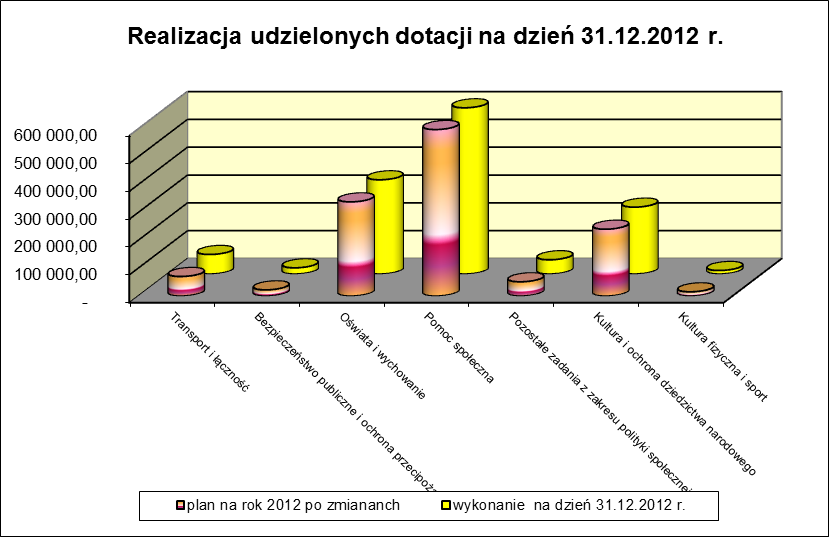 Realizacja udzielonych dotacji na dzień 31.12.2012 r.
600 000,00
500 000,00
400 000,00
300 000,00
200 000,00
100 000,00
-
Transport i łączność
Bezpieczeństwo publiczne i ochrona
Oświata i wychowanie
Pomoc społeczna
Pozostałe zadania z zakresu polityki społecznej
Kultura i ochrona dziedzictwa narodowego
Kultura fizyczna i sport
plan na rok 2012 po zmiananch
wykonanie na dzień 31.12.2012 r.